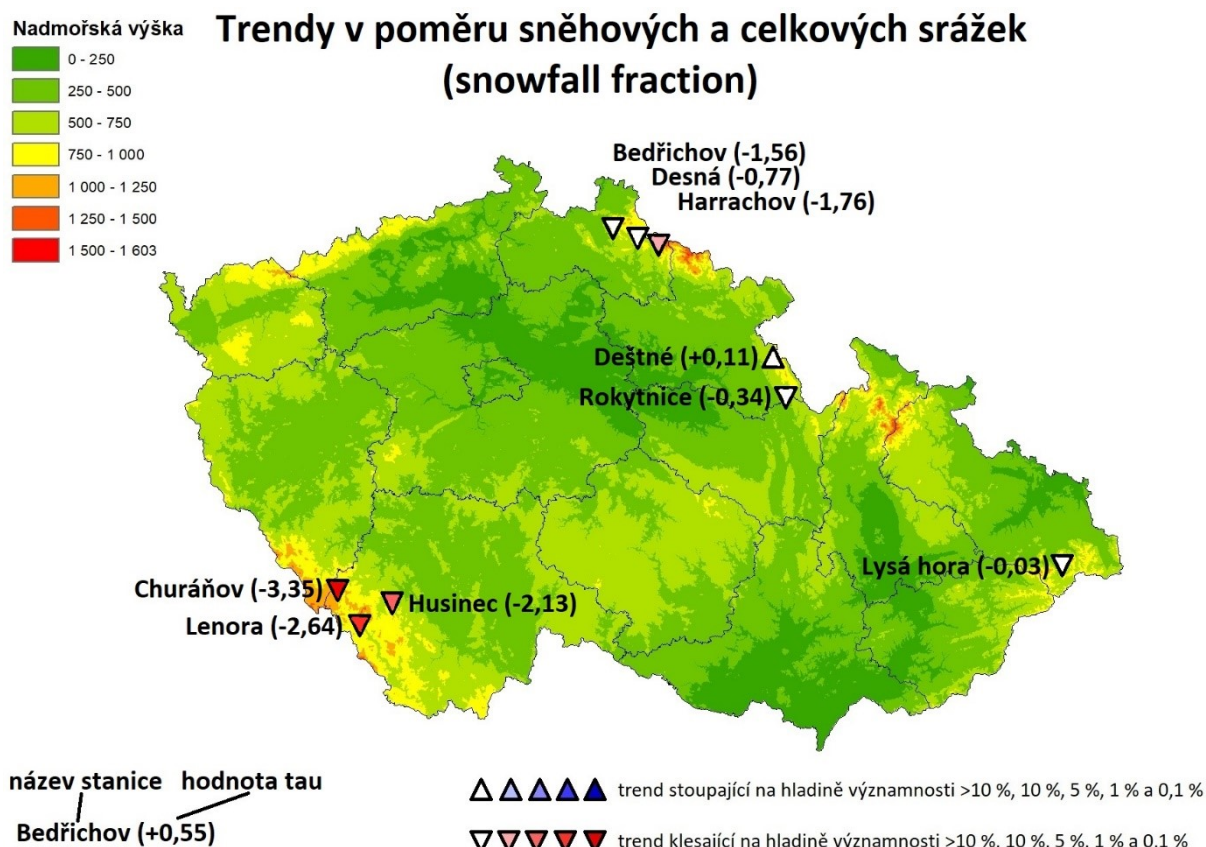 Trendy v poměru sněhových a celkových srážek
(snowfall fraction)
Nadmořská výška
0 - 250
250 - 500
500 - 750
750 - 1 000
1 000 - 1 250
1 250 - 1 500
1 500 - 1 603
Bedřichov (-1,56)
Desná (-0,77)
Harrachov (-1,76)
Deštné (+0,11)
Rokytnice (-0,34)
Lysá hora (-0,03)
Churáňov (-3,35)
Husinec (-2,13)
Lenora (-2,64)
název stanice hodnota tau
Bedřichov (+0,55)
trend stoupající na hladině významnosti >10 %, 10 %, 5 %, 1 % a 0,1 %
trend klesající na hladině významnosti >10 %, 10 %, 5 %, 1 % a 0,1 %